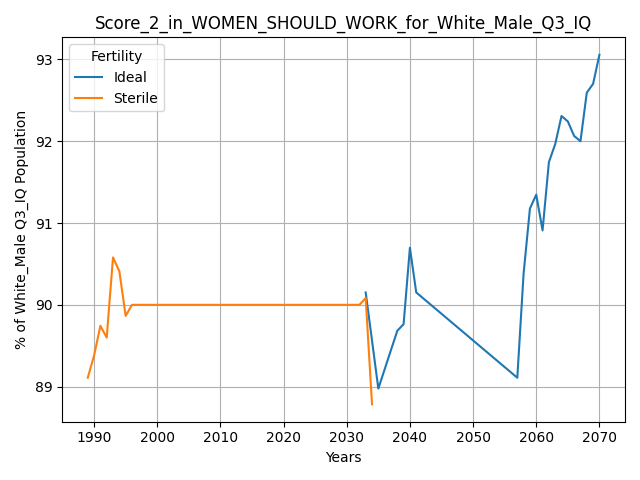 Score_2_in_WOMEN_SHOULD_WORK_for_White_Male_Q3_IQ
Fertility
Ideal
Sterile
% of White_Male Q3_IQ Population
93
92
91
90
89
1990 2000 2010 2020 2030 2040 2050 2060 2070
Years